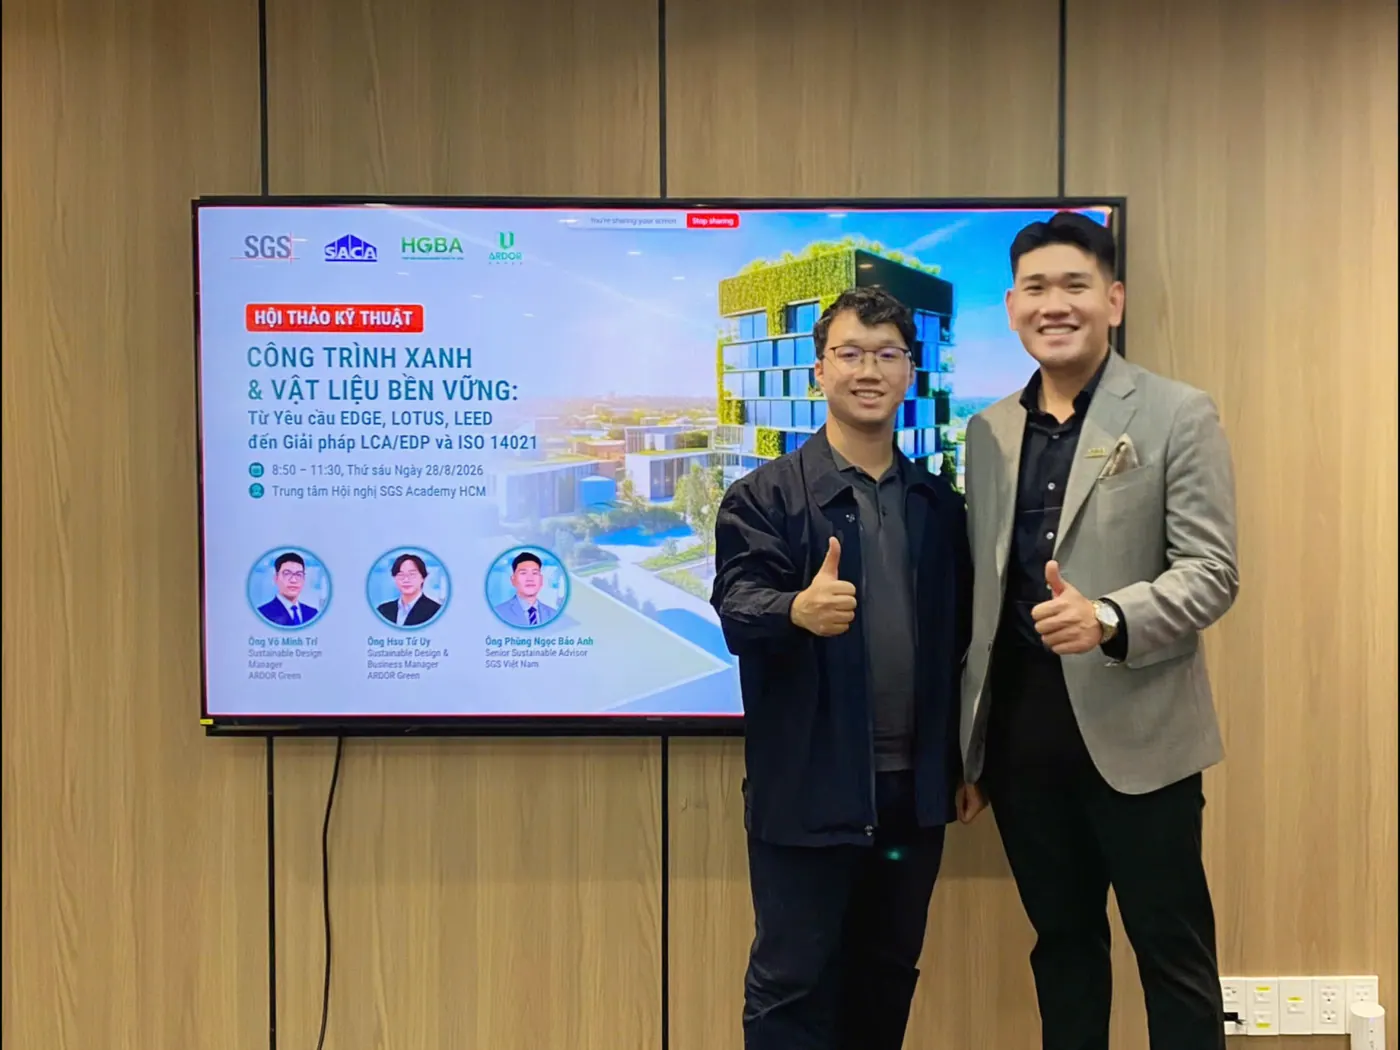 You're sharing your screen
Stop sharing
SGS
SACA
HGBA
ARDOR
GREEN
HỘI THẢO KỸ THUẬT
CÔNG TRÌNH XANH
& VẬT LIỆU BỀN VỮNG:
Từ Yêu cầu EDGE, LOTUS, LEED
đến Giải pháp LCA/EDP và ISO 14021
8:50 – 11:30, Thứ sáu Ngày 28/8/2026
Trung tâm Hội nghị SGS Academy HCM
Ông Võ Minh Trí
Sustainable Design
Manager
ARDOR Green
Ông Hsu Tử Uy
Sustainable Design &
Business Manager
ARDOR Green
Ông Phùng Ngọc Bảo Anh
Senior Sustainable Advisor
SGS Việt Nam